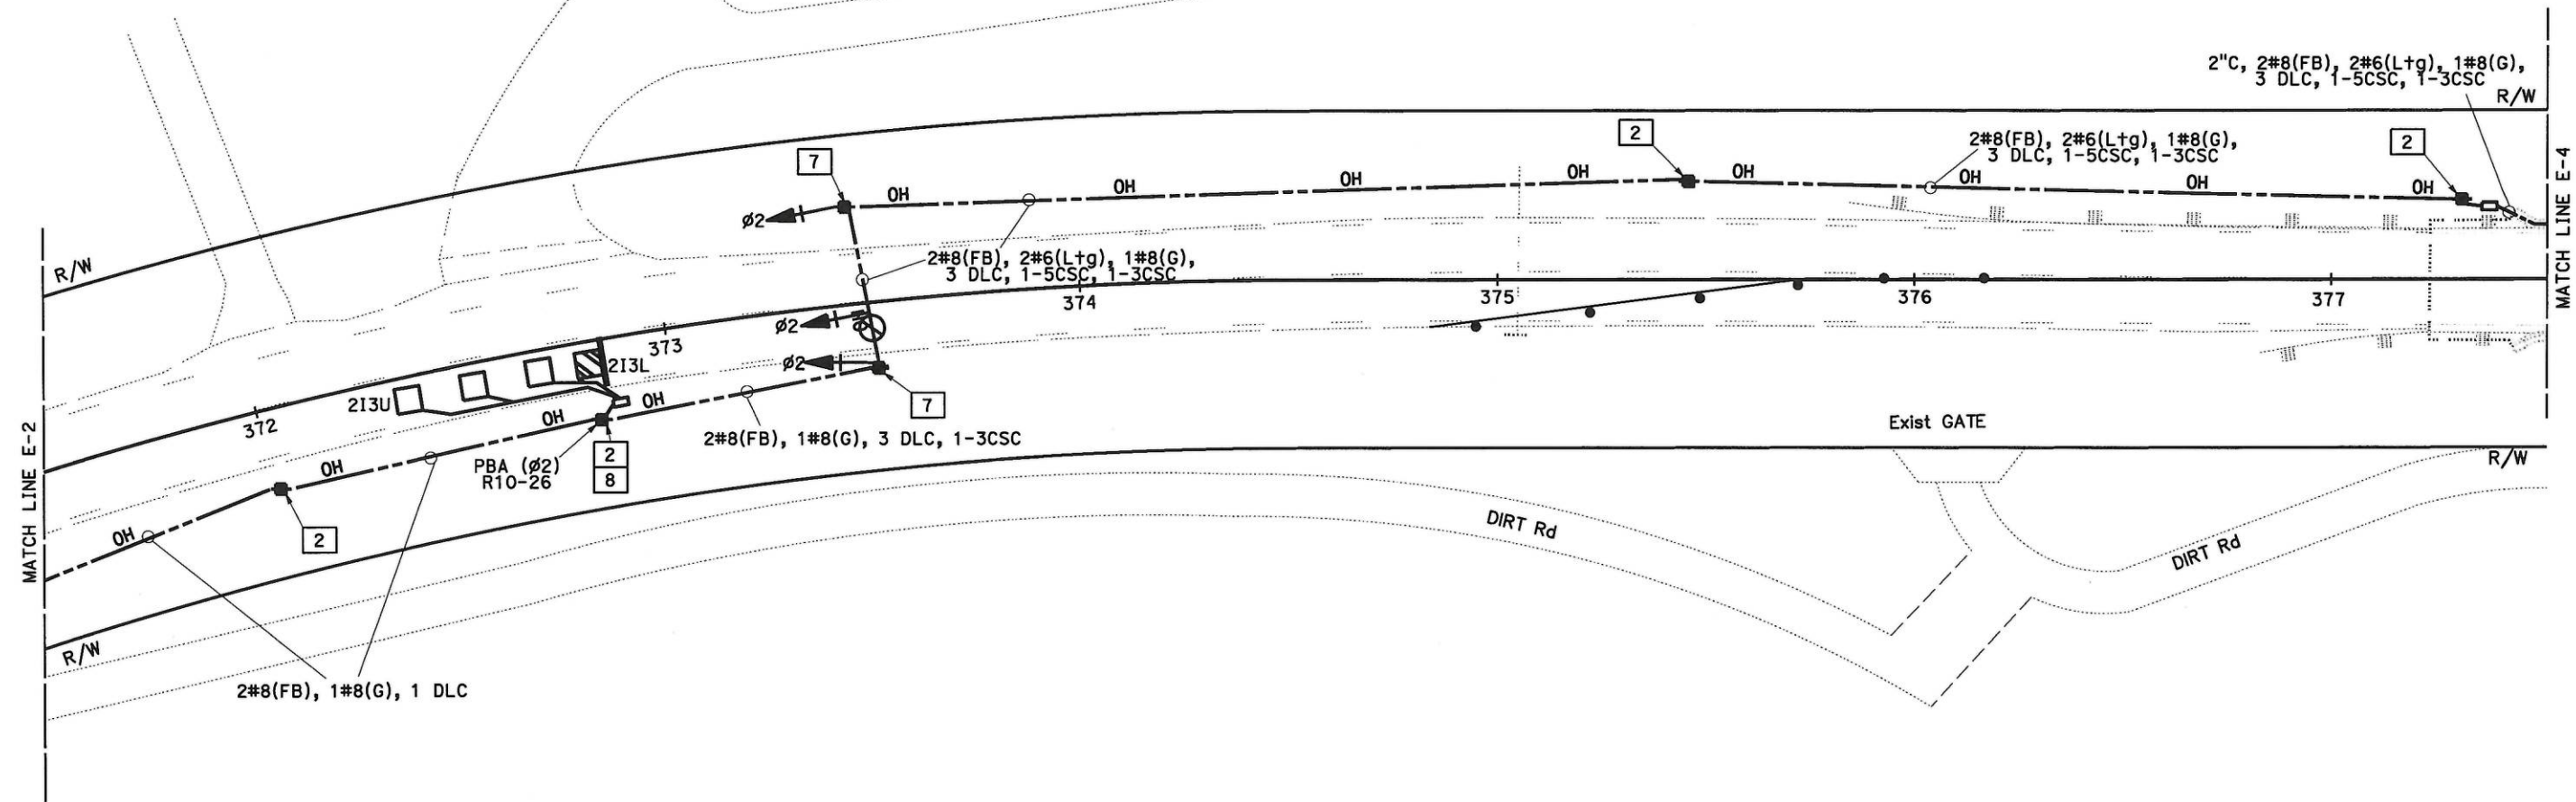 2"C, 2#8(FB), 2#6(L+g), 1#8(G),
3 DLC, 1-5CSC, 1-3CSC
R/W
2
2#8(FB), 2#6(L+g), 1#8(G),
3 DLC, 1-5CSC, 1-3CSC
2
7
OH
OH
OH
OH
OH
OH
OH
OH
Ø2
MATCH LINE E-4
2#8(FB), 2#6(L+g), 1#8(G),
3 DLC, 1-5CSC, 1-3CSC
R/W
374
375
376
377
Ø2
373
Ø2
2I3L
2I3U
OH
OH
7
372
Exist GATE
2#8(FB), 1#8(G), 3 DLC, 1-3CSC
PBA (Ø2)
R10-26
2
8
OH
R/W
MATCH LINE E-2
OH
2
DIRT Rd
DIRT Rd
R/W
2#8(FB), 1#8(G), 1 DLC